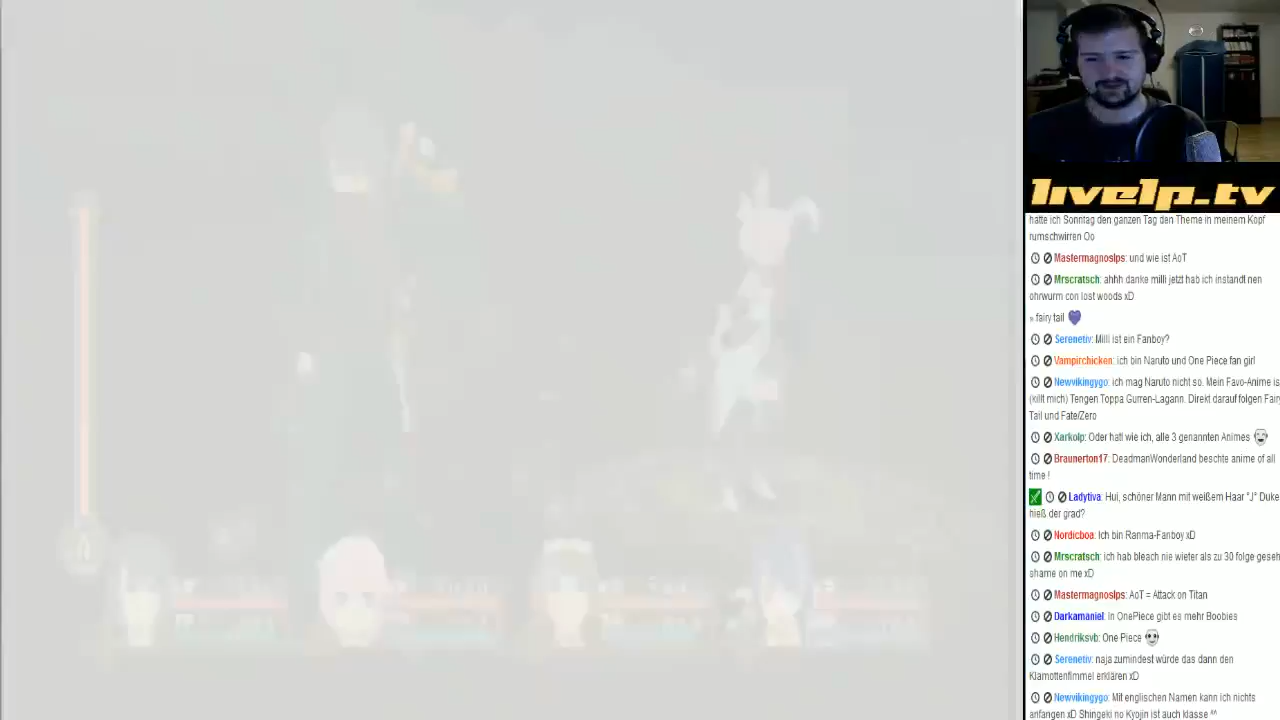 livelp.tv
hatte ich Sonntag den ganzen Tag den Theme in meinem Kopf
rumschwirren Oo
Mastermagnoslps: und wie ist AoT
Mrscratsch: ahhh danke milli jetzt hab ich instandt nen
ohrwurm con lost woods xD
» fairy tail
Serenetiv: Milli ist ein Fanboy?
Vampirchicken: ich bin Naruto und One Piece fan girl
Newvikingygo: ich mag Naruto nicht so. Mein Favo-Anime is
(killt mich) Tengen Toppa Gurren-Lagann. Direkt darauf folgen Fairy
Tail und Fate/Zero
Xarkolp: Oder hatl wie ich, alle 3 genannten Animes
Braunerton17: DeadmanWonderland beschte anime of all
time !
Ladytiva: Hui, schöner Mann mit weißem Haar *.!* Duke
hieß der grad?
Nordicboa: Ich bin Ranma-Fanboy xD
Mrscratsch: ich hab bleach nie wieter als zu 30 folge geseh
shame on me xD
Mastermagnoslps: AoT = Attack on Titan
Darkamaniel: In OnePiece gibt es mehr Boobies
Hendriksvb: One Piece
Serenetiv: naja zumindest würde das dann den
Klamottenfimmel erklären xD
Newvikingygo: Mit englischen Namen kann ich nichts
anfangen xD Shingeki no Kyojin ist auch klasse ^^